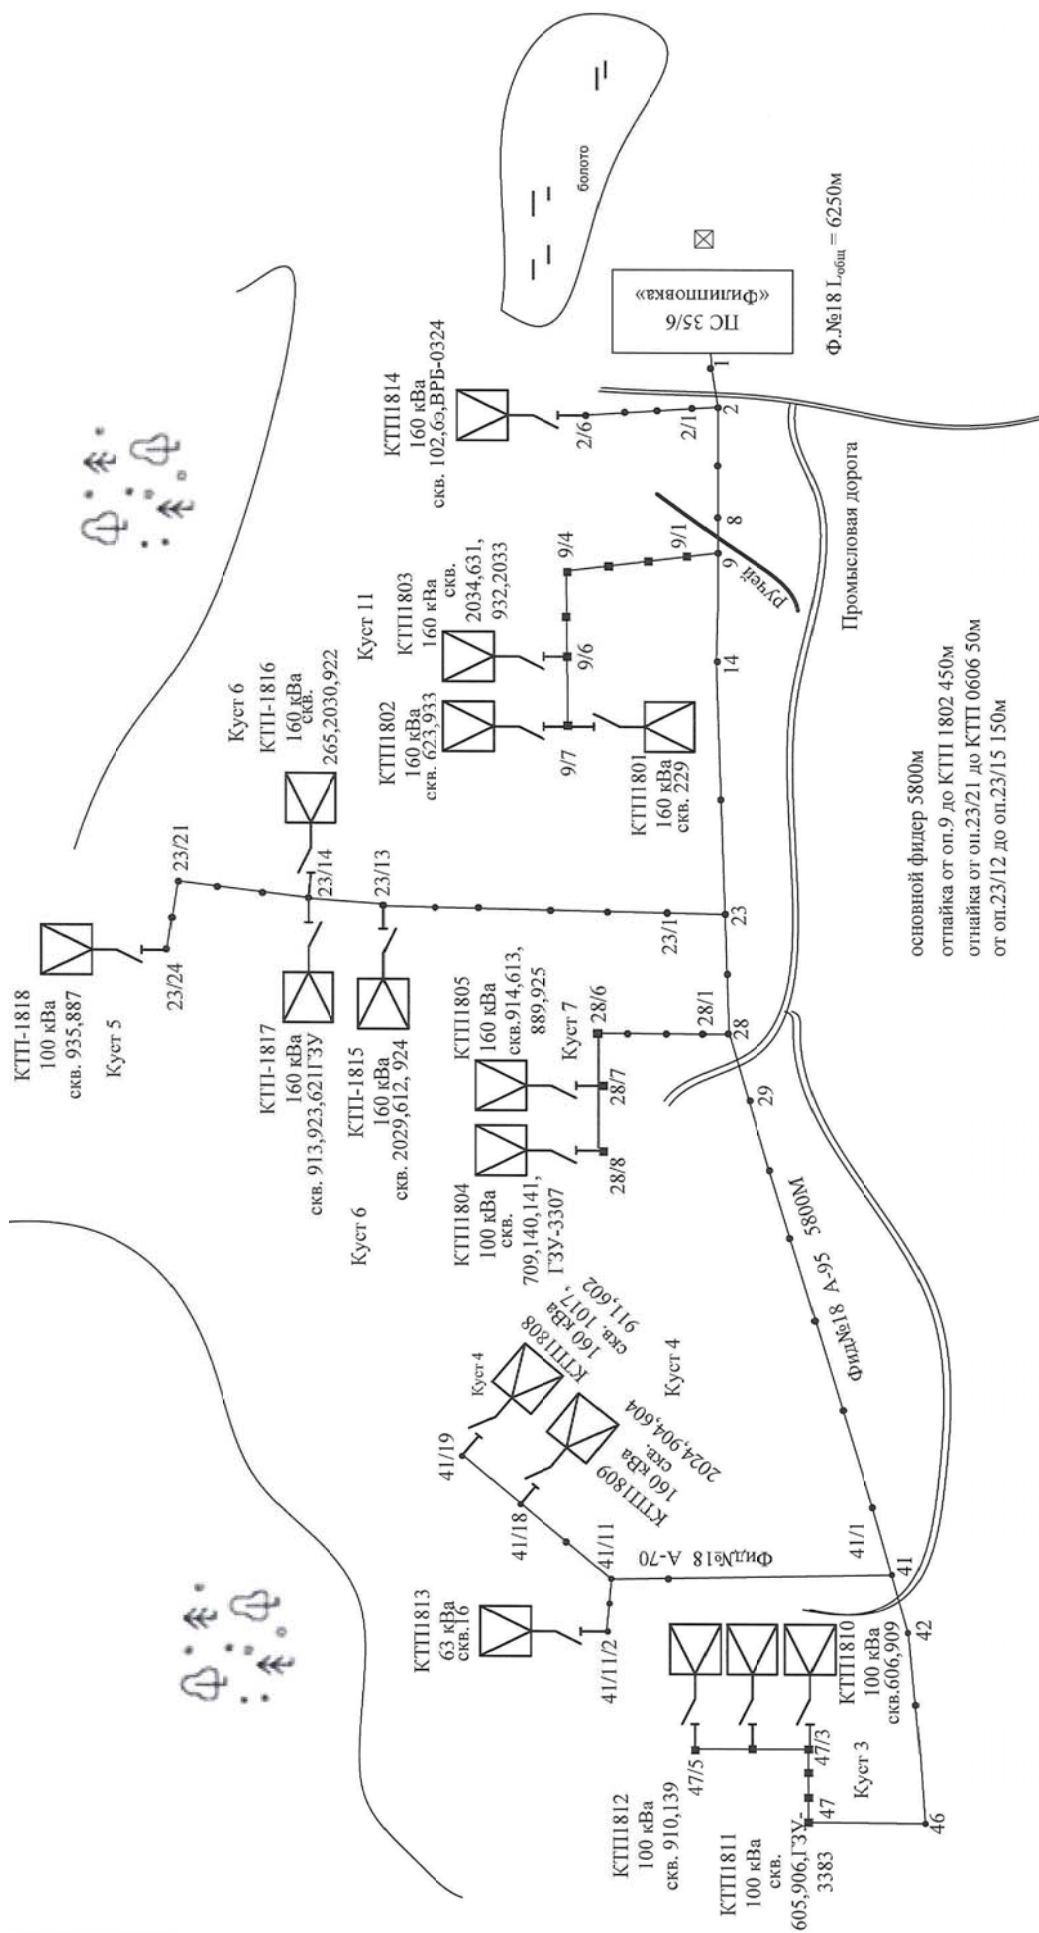 КТП-1818
100 кВа
скв. 935,887
Куст 5
23/24
23/21
КТП-1817
160 кВа
скв. 913,923,621ГЗУ
КТП-1815
160 кВа
скв. 2029,612, 924
Куст 6
23/14
23/13
23/1
23
Куст 6
КТП-1816
160 кВа
скв.
265,2030,922
Куст 11
КТП1803
160 кВа
скв.
2034,631,
932,2033
КТП1802
160 кВа
скв. 623,933
9/7
9/6
9/4
9/1
9
8
КТП1801
160 кВа
скв. 229
14
ручей
КТП1814
160 кВа
скв. 102,6э,ВРБ-0324
2/6
2/1
2
1
болото
ПС 35/6
«Филипповка»
Ф.№18 Lобщ = 6250м
Промысловая дорога
КТП1805
160 кВа
скв.914,613,
889,925
Куст 7
КТП1804
100 кВа
скв.
709,140,141,
ГЗУ-3307
28/8
28/7
28/6
28/1
28
29
Фид№18 А-95 5800М
КТП1808
160 кВа
скв. 1017,
911,602
Куст 4
41/19
КТП1809
160 кВа
скв.
2024,904,604
Куст 4
41/18
41/11
Фид№18 А-70
41/1
41
42
КТП1813
63 кВа
скв.16
41/11/2
КТП1810
100 кВа
скв.606,909
Куст 3
47/5
47/3
47
46
КТП1812
100 кВа
скв. 910,139
КТП1811
100 кВа
скв.
605,906,ГЗУ-
3383
основной фидер 5800м
отпайка от оп.9 до КТП 1802 450м
отпайка от оп.23/21 до КТП 0606 50м
от оп.23/12 до оп.23/15 150м